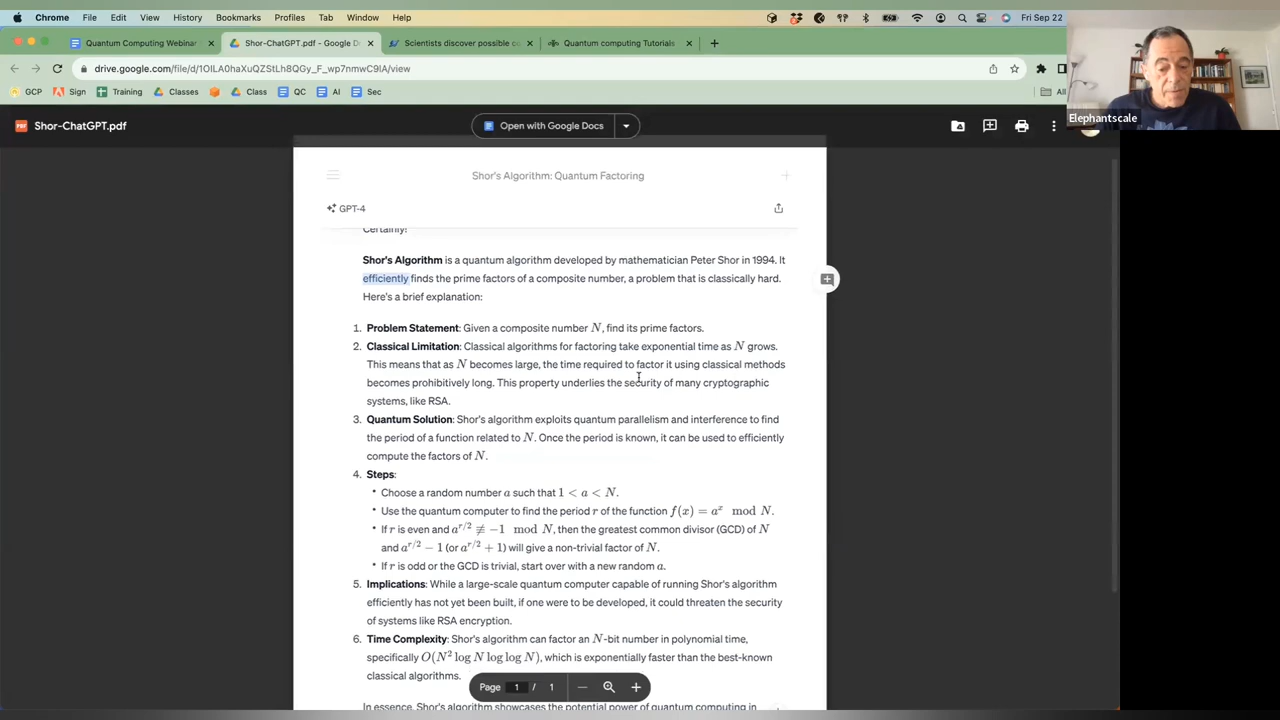 Chrome File Edit View History Bookmarks Profiles Tab Window Help Fri Sep 22
Quantum Computing Webinar Shor-ChatGPT.pdf - Google D Scientists discover possible co Quantum computing Tutorials
drive.google.com/file/d/1OILA0haXuQZStLh8QGy_F_wp7nmwC9lA/view
GCP Sign Training Classes Class QC AI Sec All
Elephantscale
Shor-ChatGPT.pdf Open with Google Docs
Shor's Algorithm: Quantum Factoring
GPT-4
Certainly!
Shor's Algorithm is a quantum algorithm developed by mathematician Peter Shor in 1994. It
efficiently finds the prime factors of a composite number, a problem that is classically hard.
Here's a brief explanation:
1. Problem Statement: Given a composite number N, find its prime factors.
2. Classical Limitation: Classical algorithms for factoring take exponential time as N grows.
This means that as N becomes large, the time required to factor it using classical methods
becomes prohibitively long. This property underlies the security of many cryptographic
systems, like RSA.
3. Quantum Solution: Shor's algorithm exploits quantum parallelism and interference to find
the period of a function related to N. Once the period is known, it can be used to efficiently
compute the factors of N.
4. Steps:
• Choose a random number a such that 1 < a < N.
• Use the quantum computer to find the period r of the function f(x) = a^x mod N.
• If r is even and a^{r/2} ≢ −1 mod N, then the greatest common divisor (GCD) of N
and a^{r/2} − 1 (or a^{r/2} + 1) will give a non-trivial factor of N.
• If r is odd or the GCD is trivial, start over with a new random a.
5. Implications: While a large-scale quantum computer capable of running Shor's algorithm
efficiently has not yet been built, if one were to be developed, it could threaten the security
of systems like RSA encryption.
6. Time Complexity: Shor's algorithm can factor an N-bit number in polynomial time,
specifically O(N² log N log log N), which is exponentially faster than the best-known
classical algorithms.
Page 1 / 1
In essence, Shor's algorithm showcases the potential power of quantum computing in